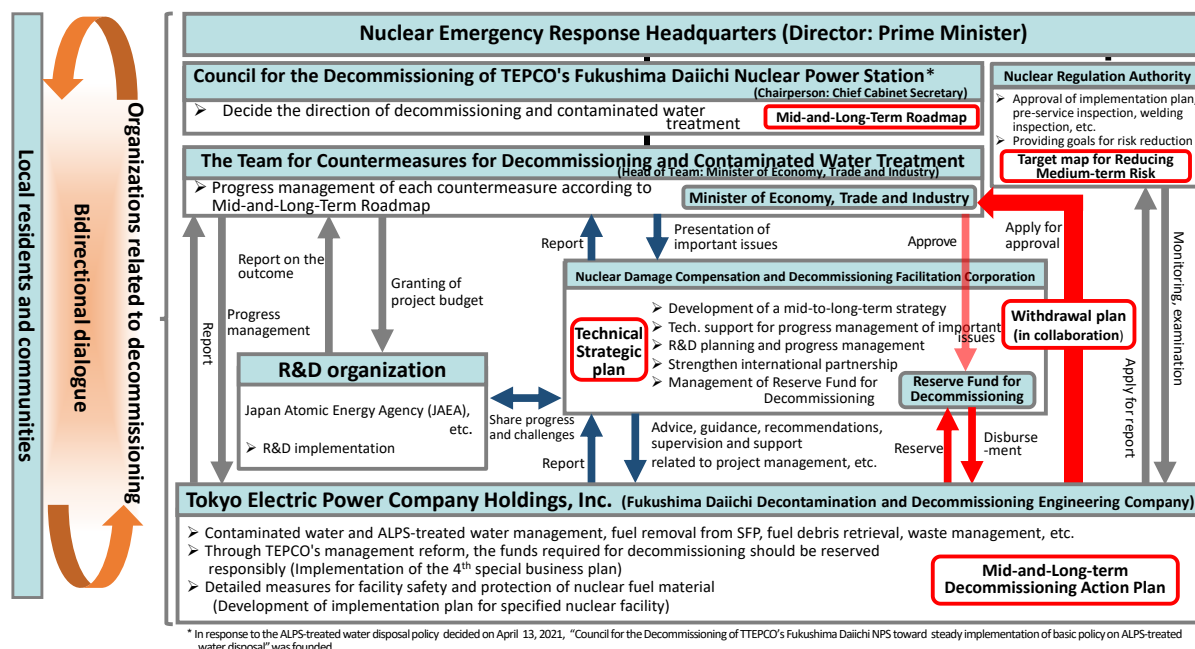 Local residents and communities
Bidirectional dialogue
Organizations related to decommissioning
Nuclear Emergency Response Headquarters (Director: Prime Minister)
Council for the Decommissioning of TEPCO's Fukushima Daiichi Nuclear Power Station*
(Chairperson: Chief Cabinet Secretary)
➢ Decide the direction of decommissioning and contaminated water
treatment
Mid-and-Long-Term Roadmap
Nuclear Regulation Authority
➢ Approval of implementation plan,
pre-service inspection, welding
inspection, etc.
➢ Providing goals for risk reduction
Target map for Reducing
Medium-term Risk
The Team for Countermeasures for Decommissioning and Contaminated Water Treatment
(Head of Team: Minister of Economy, Trade and Industry)
➢ Progress management of each countermeasure according to
Mid-and-Long-Term Roadmap
Minister of Economy, Trade and Industry
Report
Progress
management
Report on the
outcome
Granting of
project budget
Report
Presentation of
important issues
Approve
Apply for
approval
Monitoring, examination
Apply for report
Nuclear Damage Compensation and Decommissioning Facilitation Corporation
Technical
Strategic
plan
➢ Development of a mid-to-long-term strategy
➢ Tech. support for progress management of important
issues
➢ R&D planning and progress management
➢ Strengthen international partnership
➢ Management of Reserve Fund for
Decommissioning
Reserve Fund for
Decommissioning
Withdrawal plan
(in collaboration)
R&D organization
Japan Atomic Energy Agency (JAEA),
etc.
➢ R&D implementation
Share progress
and challenges
Report
Advice, guidance, recommendations,
supervision and support
related to project management, etc.
Reserve
Disburse
-ment
Tokyo Electric Power Company Holdings, Inc. (Fukushima Daiichi Decontamination and Decommissioning Engineering Company)
➢ Contaminated water and ALPS-treated water management, fuel removal from SFP, fuel debris retrieval, waste management, etc.
➢ Through TEPCO's management reform, the funds required for decommissioning should be reserved
responsibly (Implementation of the 4th special business plan)
➢ Detailed measures for facility safety and protection of nuclear fuel material
(Development of implementation plan for specified nuclear facility)
Mid-and-Long-term
Decommissioning Action Plan
* In response to the ALPS-treated water disposal policy decided on April 13, 2021, "Council for the Decommissioning of TTEPCO's Fukushima Daiichi NPS toward steady implementation of basic policy on ALPS-treated
water disposal" was founded